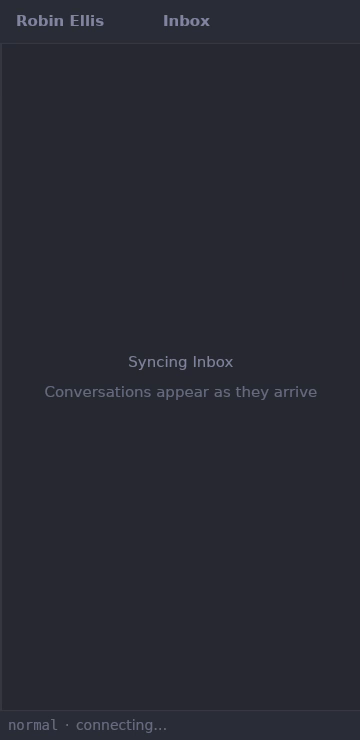 Robin Ellis Inbox
Syncing Inbox
Conversations appear as they arrive
normal · connecting…